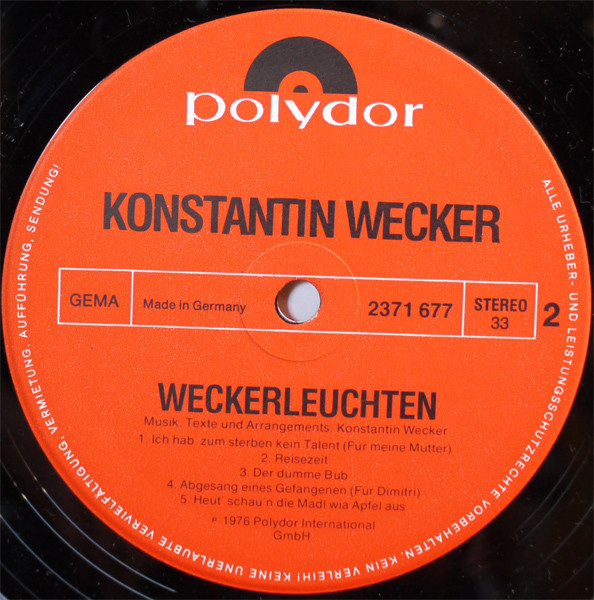 polydor
KONSTANTIN WECKER
GEMA
Made in Germany
2371 677
STEREO
33
2
WECKERLEUCHTEN
Musik, Texte und Arrangements: Konstantin Wecker
1. Ich hab' zum sterben kein Talent (Für meine Mutter)
2. Reisezeit
3. Der dumme Bub
4. Abgesang eines Gefangenen (Für Dimitri)
5. Heut' schau'n die Madl wia Äpfel aus
℗ 1976 Polydor International
GmbH
ALLE URHEBER- UND LEISTUNGSSCHUTZRECHTE VORBEHALTEN. KEIN VERLEIH! KEINE UNERLAUBTE VERVIELFÄLTIGUNG, VERMIETUNG, AUFFÜHRUNG, SENDUNG!